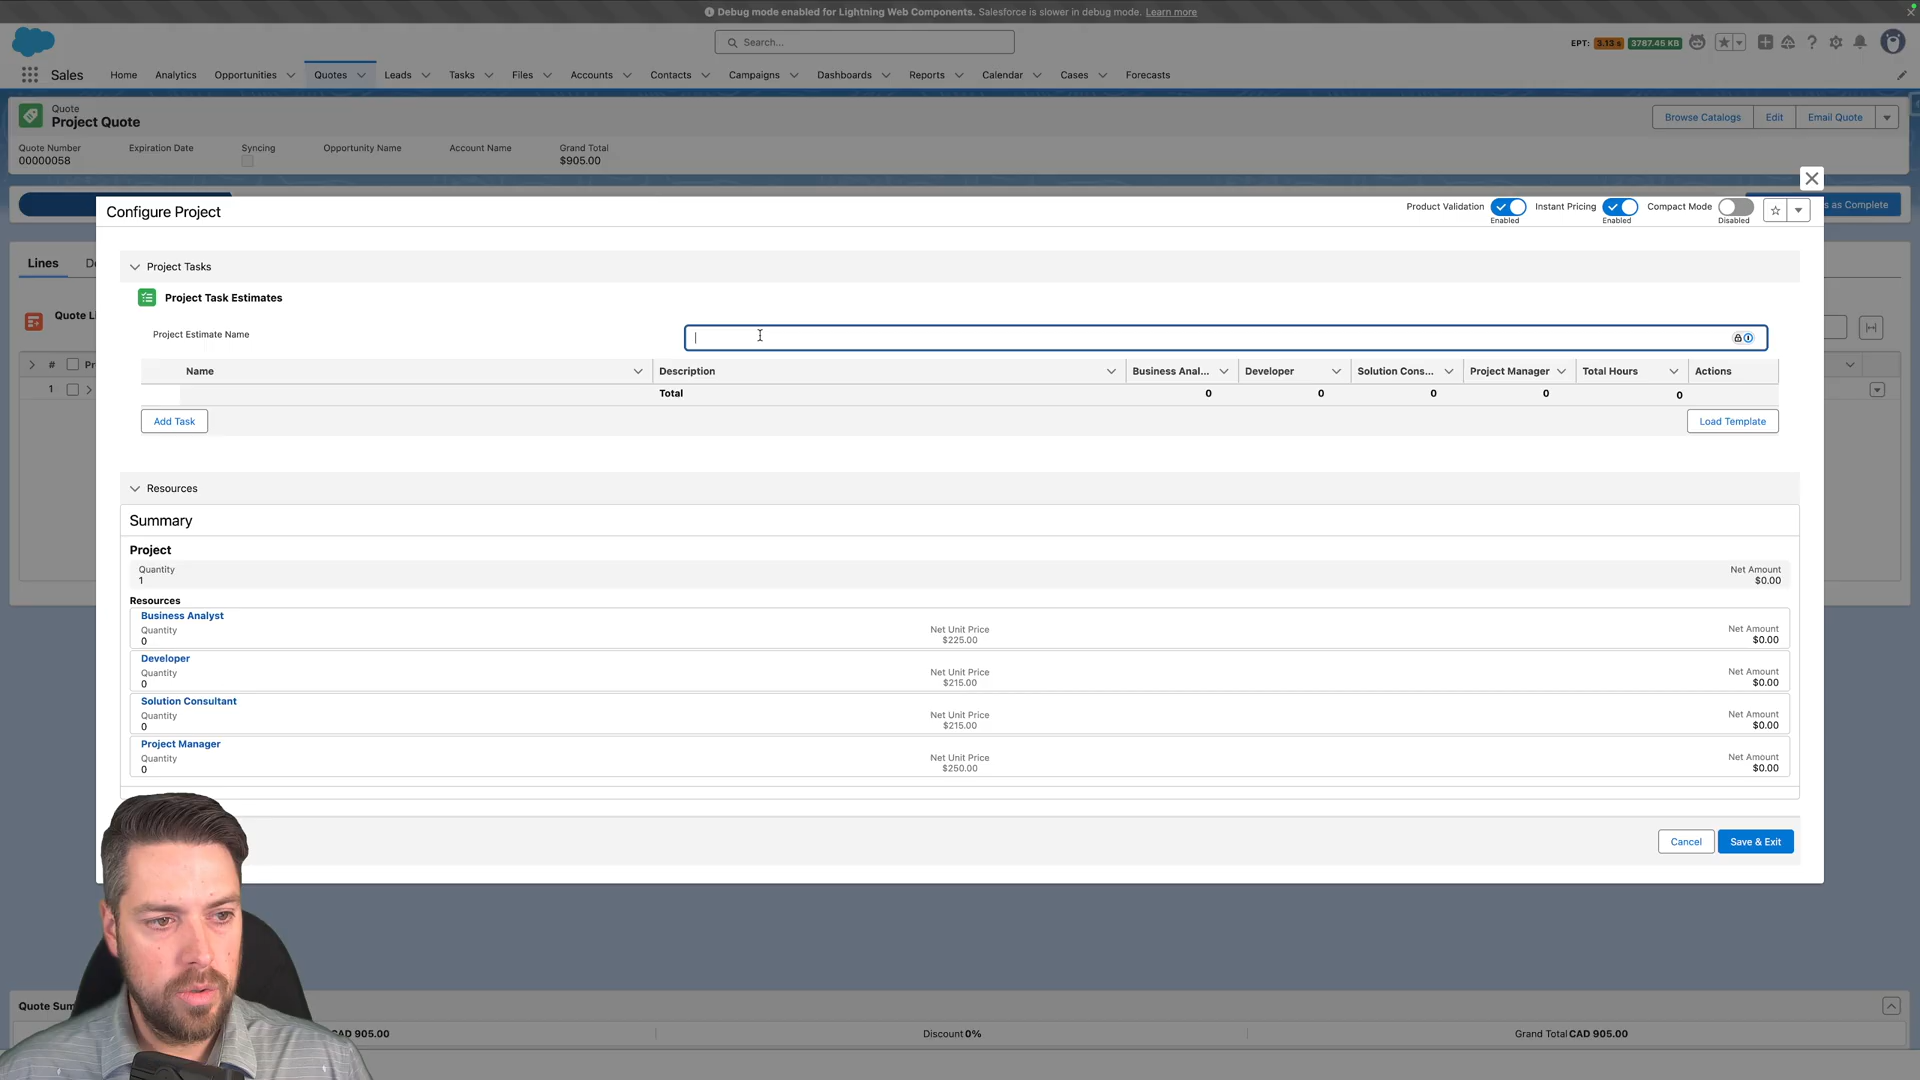 Debug mode enabled for Lightning Web Components. Salesforce is slower in debug mode. Learn more
Search...
EPT: 3.13 s 3787.45 KB
Sales Home Analytics Opportunities Quotes Leads Tasks Files Accounts Contacts Campaigns Dashboards Reports Calendar Cases Forecasts
Quote
Project Quote
Browse Catalogs Edit Email Quote
Quote Number Expiration Date Syncing Opportunity Name Account Name Grand Total
00000058 $905.00
Configure Project
Product Validation Enabled Instant Pricing Enabled Compact Mode Disabled
as Complete
Lines
Project Tasks
Quote Li
Project Task Estimates
Project Estimate Name
#
Name Description Business Anal... Developer Solution Cons... Project Manager Total Hours Actions
1
Total 0 0 0 0 0
Add Task Load Template
Resources
Summary
Project
Quantity Net Amount
1 $0.00
Resources
Business Analyst
Quantity Net Unit Price Net Amount
0 $225.00 $0.00
Developer
Quantity Net Unit Price Net Amount
0 $215.00 $0.00
Solution Consultant
Quantity Net Unit Price Net Amount
0 $215.00 $0.00
Project Manager
Quantity Net Unit Price Net Amount
0 $250.00 $0.00
Cancel Save & Exit
Quote Sum
CAD 905.00 Discount 0% Grand Total CAD 905.00